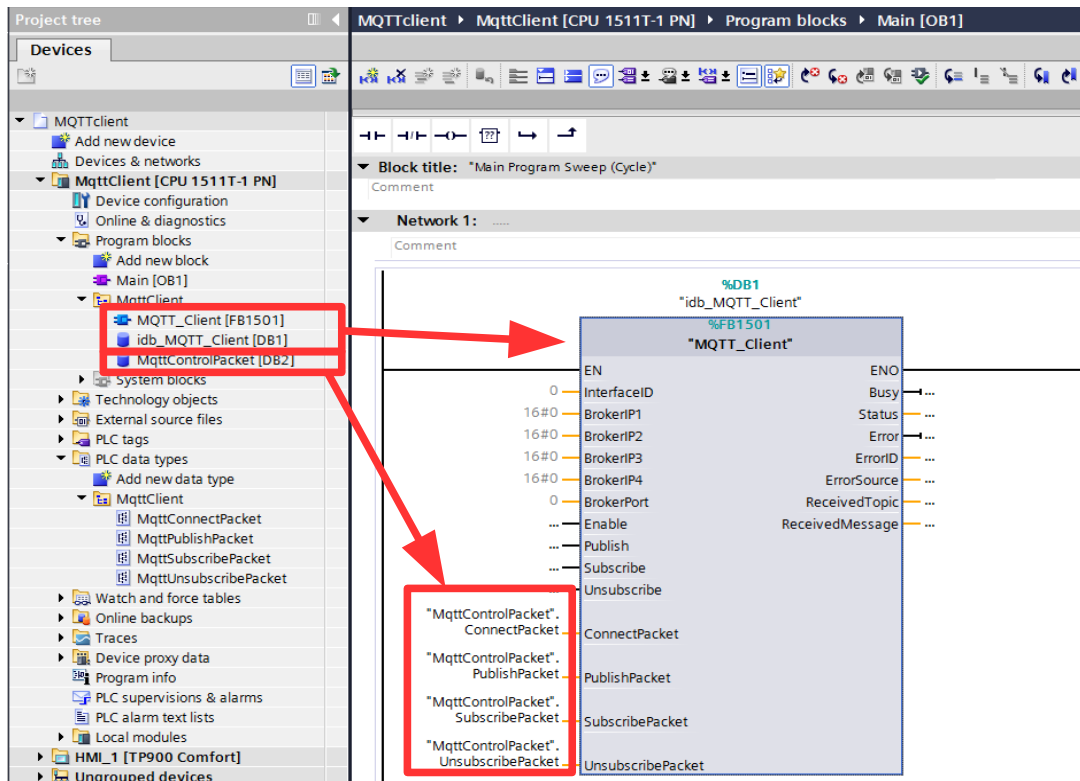 Project tree
Devices
MQTTclient
Add new device
Devices & networks
MqttClient [CPU 1511T-1 PN]
Device configuration
Online & diagnostics
Program blocks
Add new block
Main [OB1]
MqttClient
MQTT_Client [FB1501]
idb_MQTT_Client [DB1]
MqttControlPacket [DB2]
System blocks
Technology objects
External source files
PLC tags
PLC data types
Add new data type
MqttClient
MqttConnectPacket
MqttPublishPacket
MqttSubscribePacket
MqttUnsubscribePacket
Watch and force tables
Online backups
Traces
Device proxy data
Program info
PLC supervisions & alarms
PLC alarm text lists
Local modules
HMI_1 [TP900 Comfort]
Ungrouped devices
MQTTclient MqttClient [CPU 1511T-1 PN] Program blocks Main [OB1]
??
Block title: "Main Program Sweep (Cycle)"
Comment
Network 1: .....
Comment
%DB1
"idb_MQTT_Client"
%FB1501
"MQTT_Client"
EN ENO
0 InterfaceID Busy ...
16#0 BrokerIP1 Status ...
16#0 BrokerIP2 Error ...
16#0 BrokerIP3 ErrorID ...
16#0 BrokerIP4 ErrorSource ...
0 BrokerPort ReceivedTopic ...
... Enable ReceivedMessage ...
... Publish
... Subscribe
... Unsubscribe
"MqttControlPacket".
ConnectPacket ConnectPacket
"MqttControlPacket".
PublishPacket PublishPacket
"MqttControlPacket".
SubscribePacket SubscribePacket
"MqttControlPacket".
UnsubscribePacket UnsubscribePacket